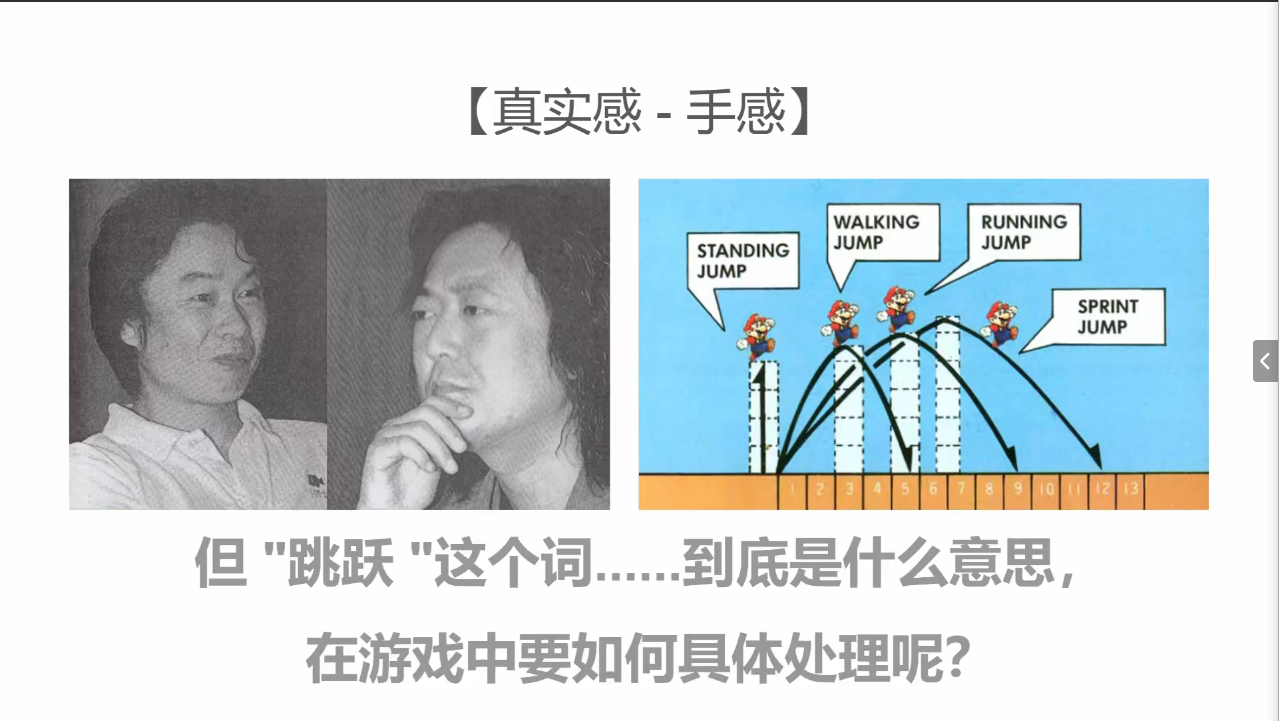 【真实感 - 手感】
STANDING
JUMP
WALKING
JUMP
RUNNING
JUMP
SPRINT
JUMP
1 2 3 4 5 6 7 8 9 10 11 12 13
但 "跳跃 "这个词……到底是什么意思，
在游戏中要如何具体处理呢？